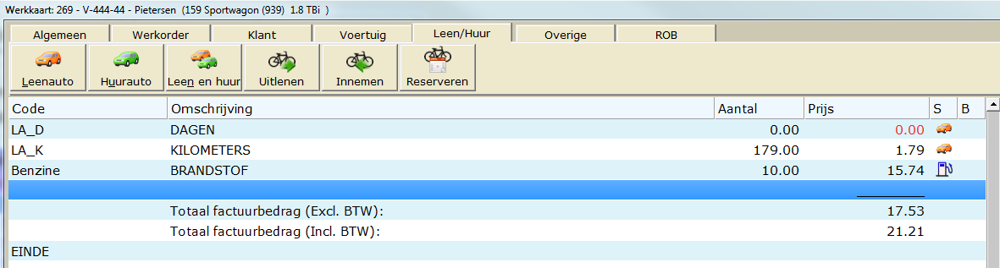 Werkkaart: 269 - V-444-44 - Pietersen (159 Sportwagon (939) 1.8 TBi )
Algemeen Werkorder Klant Voertuig Leen/Huur Overige ROB
Leenauto Huurauto Leen en huur Uitlenen Innemen Reserveren
Code Omschrijving Aantal Prijs S B
LA_D DAGEN 0.00 0.00
LA_K KILOMETERS 179.00 1.79
Benzine BRANDSTOF 10.00 15.74
Totaal factuurbedrag (Excl. BTW): 17.53
Totaal factuurbedrag (Incl. BTW): 21.21
EINDE